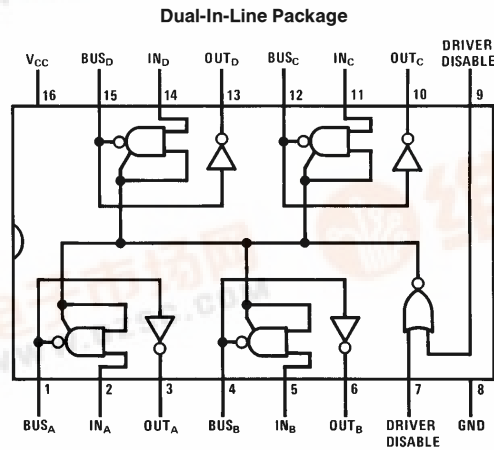 Dual-In-Line Package
VCC BUSD IND OUTD BUSC INC OUTC DRIVER DISABLE
16 15 14 13 12 11 10 9
1 2 3 4 5 6 7 8
BUSA INA OUTA BUSB INB OUTB DRIVER DISABLE GND